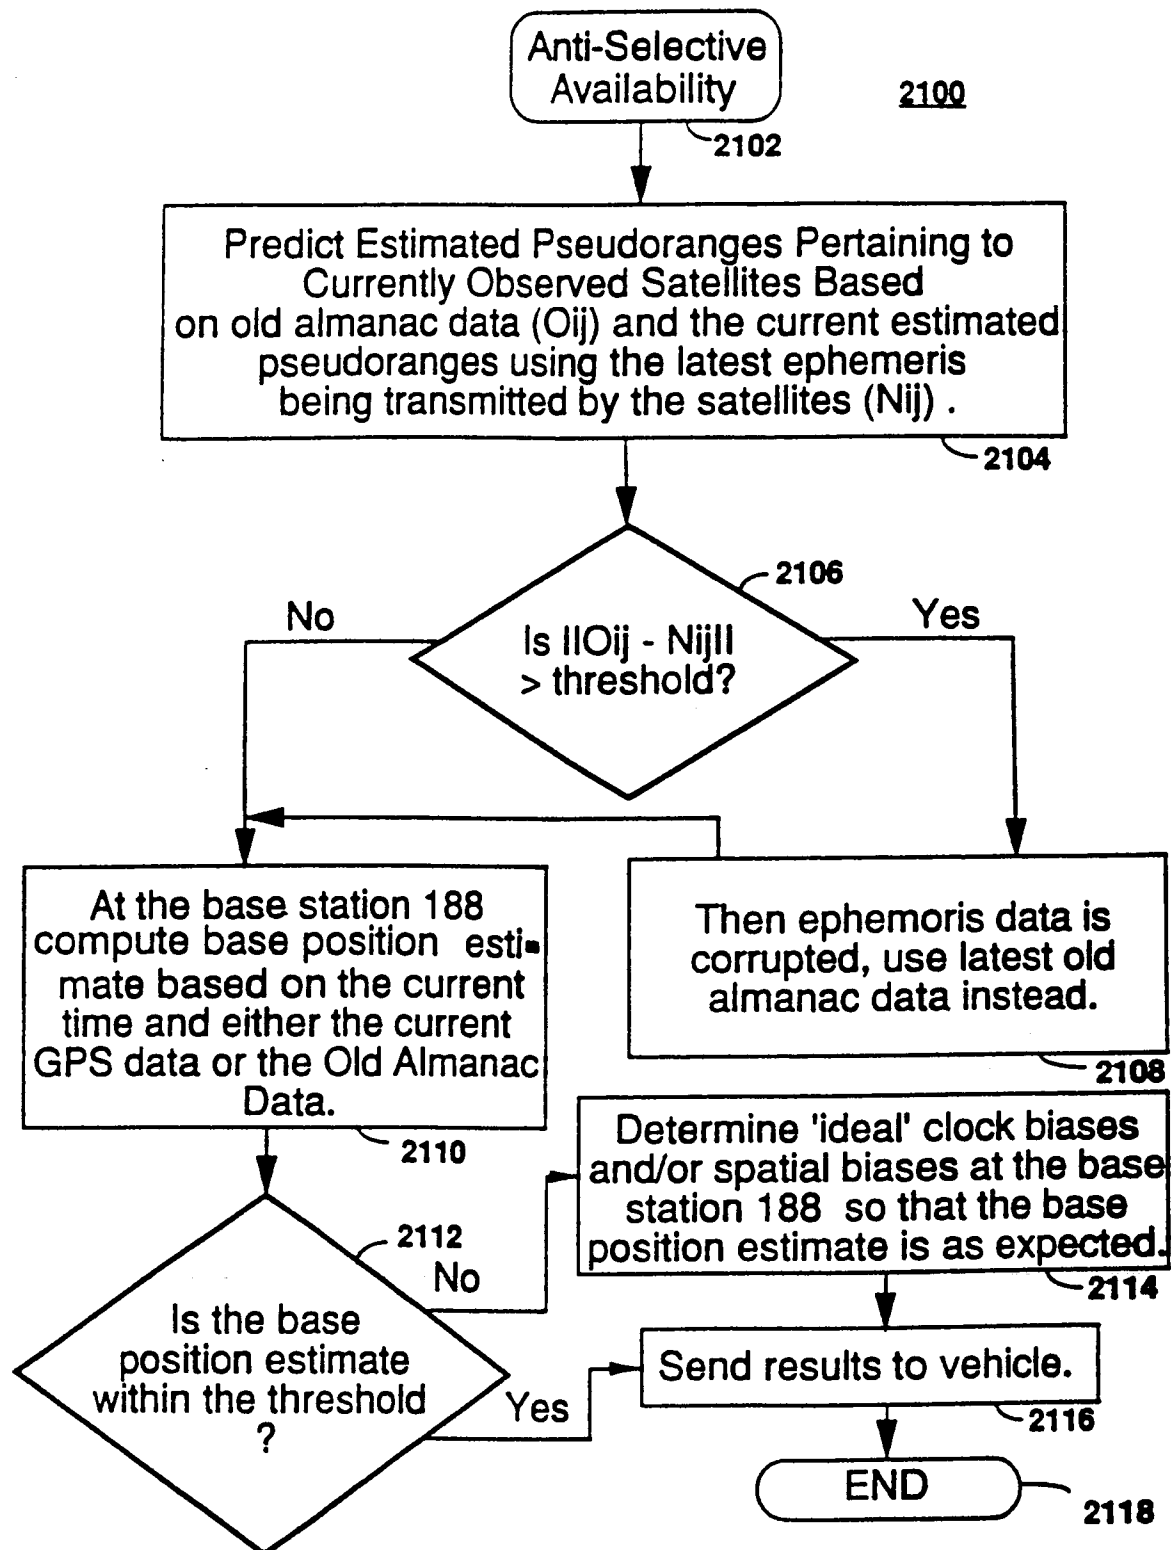 Anti-Selective
Availability
2100
2102
Predict Estimated Pseudoranges Pertaining to
Currently Observed Satellites Based
on old almanac data (Oij) and the current estimated
pseudoranges using the latest ephemeris
being transmitted by the satellites (Nij) .
2104
2106
No
Yes
Is IIOij - NijII
> threshold?
At the base station 188
compute base position esti-
mate based on the current
time and either the current
GPS data or the Old Almanac
Data.
2110
Then ephemoris data is
corrupted, use latest old
almanac data instead.
2108
Determine 'ideal' clock biases
and/or spatial biases at the base
station 188 so that the base
position estimate is as expected.
2114
2112
No
Is the base
position estimate
within the threshold
?
Yes
Send results to vehicle.
2116
END
2118